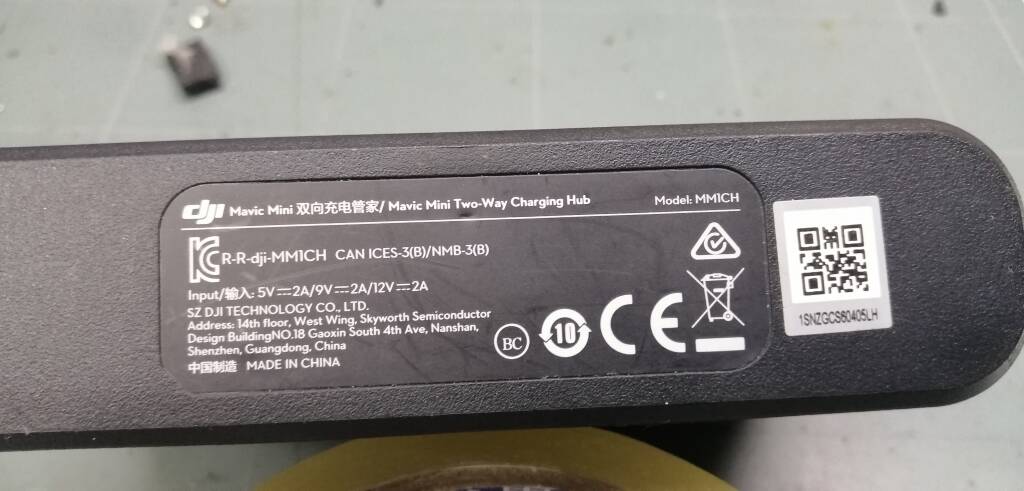 dji Mavic Mini 双向充电管家/ Mavic Mini Two-Way Charging Hub Model: MM1CH
R-R-dji-MM1CH CAN ICES-3(B)/NMB-3(B)
Input/输入: 5V⎓2A/9V⎓2A/12V⎓2A
SZ DJI TECHNOLOGY CO., LTD.
Address: 14th floor, West Wing, Skyworth Semiconductor
Design BuildingNO.18 Gaoxin South 4th Ave, Nanshan,
Shenzhen, Guangdong, China
中国制造 MADE IN CHINA
BC 10 CE
1SNZGCS60405LH